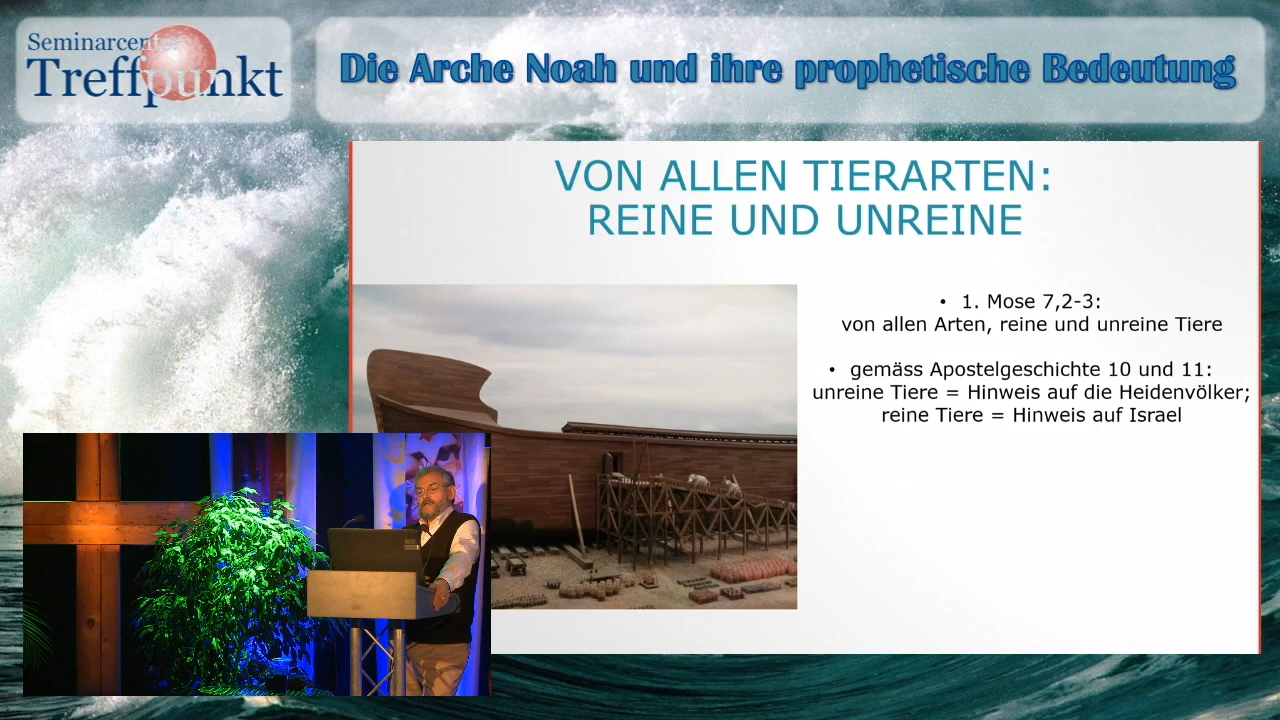 Seminarcenter
Treffpunkt
Die Arche Noah und ihre prophetische Bedeutung
VON ALLEN TIERARTEN:
REINE UND UNREINE
• 1. Mose 7,2-3:
von allen Arten, reine und unreine Tiere
• gemäss Apostelgeschichte 10 und 11:
unreine Tiere = Hinweis auf die Heidenvölker;
reine Tiere = Hinweis auf Israel